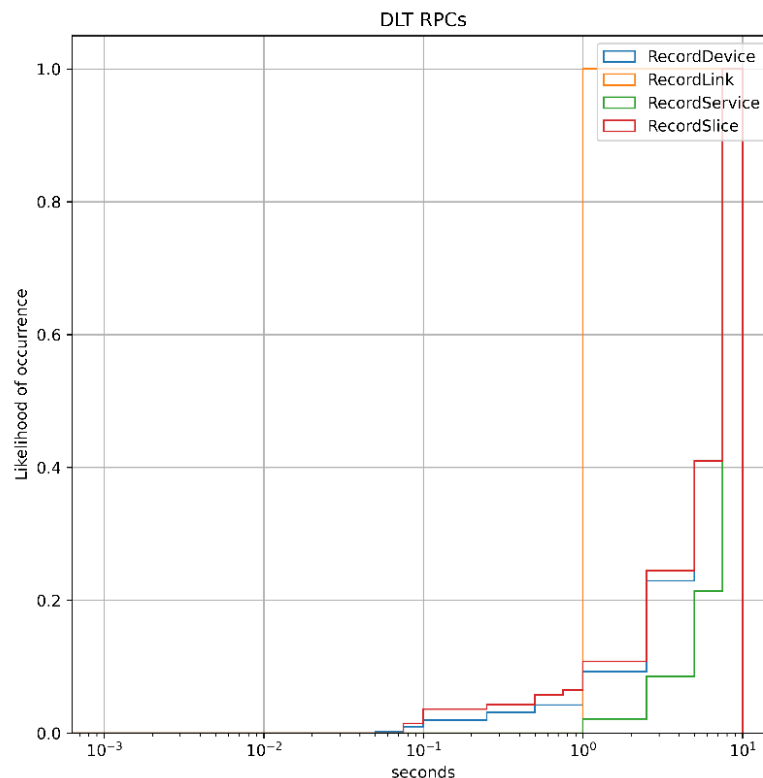 DLT RPCs
RecordDevice
RecordLink
RecordService
RecordSlice
Likelihood of occurrence
1.0
0.8
0.6
0.4
0.2
0.0
10⁻³
10⁻²
10⁻¹
10⁰
10¹
seconds